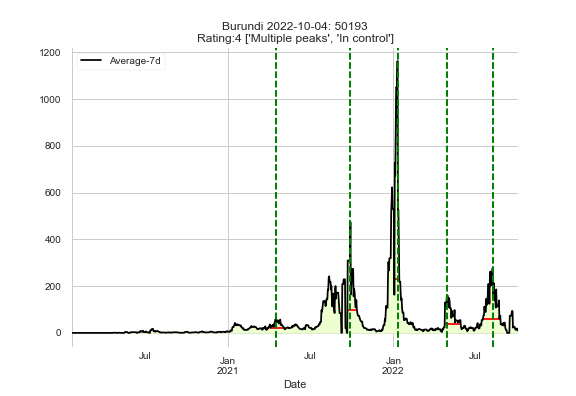 Burundi 2022-10-04: 50193
Rating:4 ['Multiple peaks', 'In control']
Average-7d
1200
1000
800
600
400
200
0
Jul
Jan
2021
Jul
Jan
2022
Jul
Date